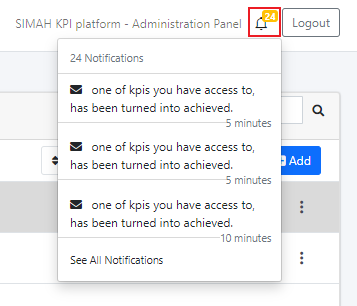 SIMAH KPI platform - Administration Panel 24 Logout
24 Notifications
one of kpis you have access to,
has been turned into achieved.
5 minutes
one of kpis you have access to,
has been turned into achieved.
5 minutes
Add
one of kpis you have access to,
has been turned into achieved.
10 minutes
See All Notifications